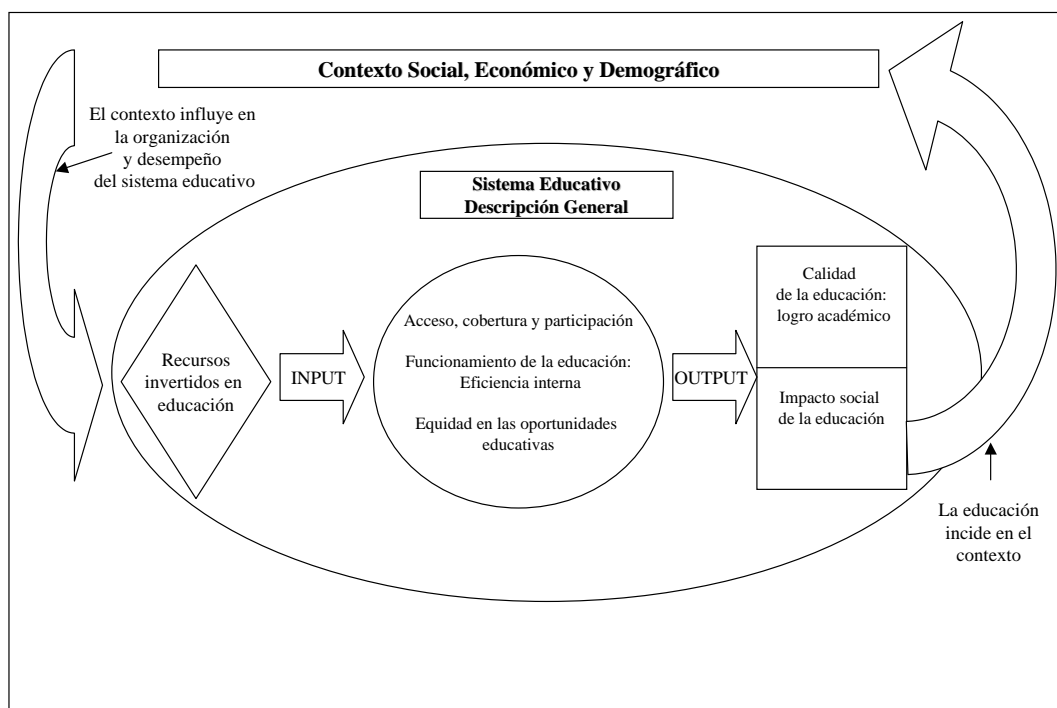 Contexto Social, Económico y Demográfico
El contexto influye en
la organización
y desempeño
del sistema educativo
Sistema Educativo
Descripción General
Recursos
invertidos en
educación
INPUT
Acceso, cobertura y participación
Funcionamiento de la educación:
Eficiencia interna
Equidad en las oportunidades
educativas
OUTPUT
Calidad
de la educación:
logro académico
Impacto social
de la educación
La educación
incide en el
contexto